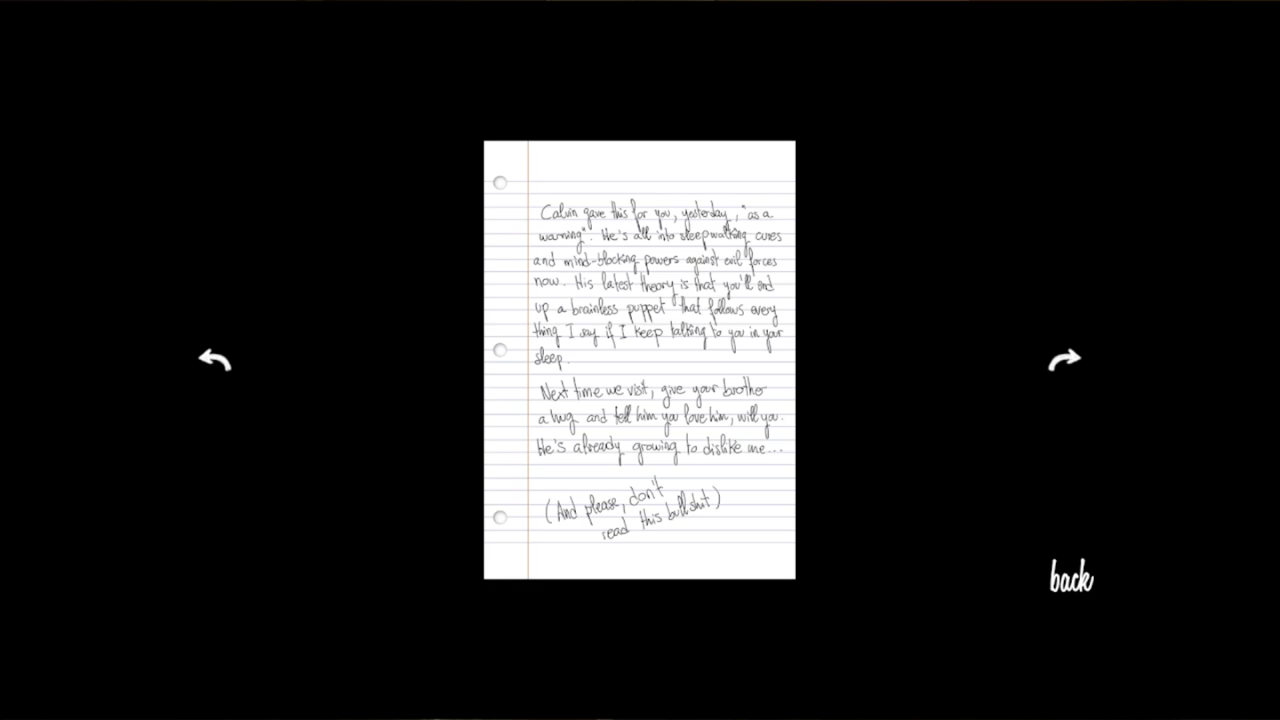 Calvin gave this for you, yesterday, "as a
warning". He's all into sleepwalking cures
and mind-blocking powers against evil forces
now. His latest theory is that you'll end
up a brainless puppet that follows every
thing I say if I keep talking to you in your
sleep.
Next time we visit, give your brother
a hug and tell him you love him, will you.
He's already growing to dislike me...
(And please, don't
read this bullshit)
back